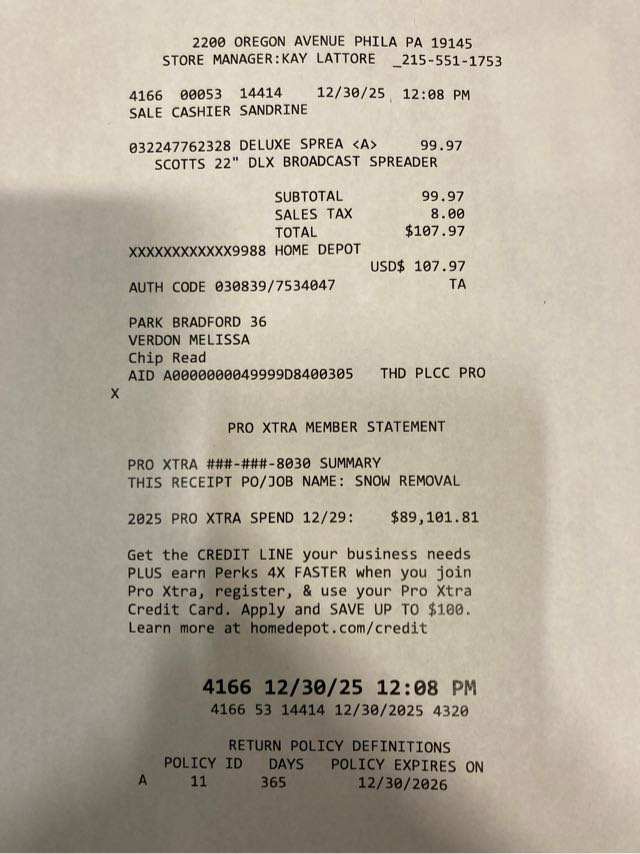 2200 OREGON AVENUE PHILA PA 19145
STORE MANAGER:KAY LATTORE _215-551-1753
4166 00053 14414 12/30/25 12:08 PM
SALE CASHIER SANDRINE
032247762328 DELUXE SPREA <A> 99.97
SCOTTS 22" DLX BROADCAST SPREADER
SUBTOTAL 99.97
SALES TAX 8.00
TOTAL $107.97
XXXXXXXXXXXX9988 HOME DEPOT
USD$ 107.97
AUTH CODE 030839/7534047 TA
PARK BRADFORD 36
VERDON MELISSA
Chip Read
AID A0000000049999D8400305 THD PLCC PRO
X
PRO XTRA MEMBER STATEMENT
PRO XTRA ###-###-8030 SUMMARY
THIS RECEIPT PO/JOB NAME: SNOW REMOVAL
2025 PRO XTRA SPEND 12/29: $89,101.81
Get the CREDIT LINE your business needs
PLUS earn Perks 4X FASTER when you join
Pro Xtra, register, & use your Pro Xtra
Credit Card. Apply and SAVE UP TO $100.
Learn more at homedepot.com/credit
4166 12/30/25 12:08 PM
4166 53 14414 12/30/2025 4320
RETURN POLICY DEFINITIONS
POLICY ID DAYS POLICY EXPIRES ON
A 11 365 12/30/2026